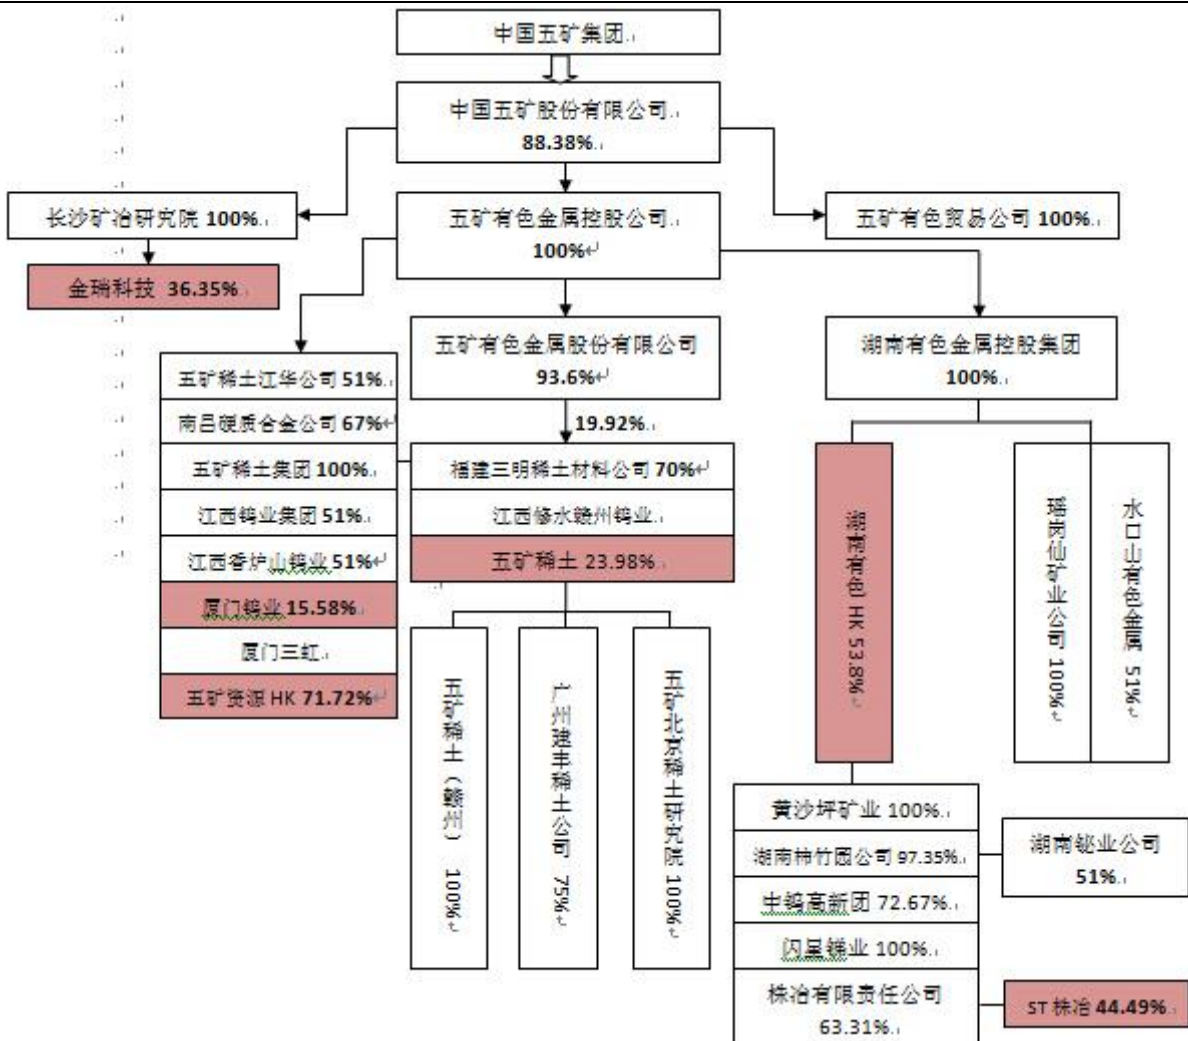 中国五矿集团
中国五矿股份有限公司
88.38%
长沙矿冶研究院 100%
五矿有色金属控股公司
100%
五矿有色贸易公司 100%
金瑞科技 36.35%
五矿有色金属股份有限公司
93.6%
湖南有色金属控股集团
100%
19.92%
五矿稀土江华公司 51%
南昌硬质合金公司 67%
五矿稀土集团 100%
江西钨业集团 51%
江西香炉山钨业 51%
厦门钨业 15.58%
厦门三虹
五矿资源 HK 71.72%
福建三明稀土材料公司 70%
江西修水赣州钨业
五矿稀土 23.98%
五矿稀土（赣州） 100%
广州建丰稀土公司 75%
五矿北京稀土研究院 100%
湖南有色 HK 53.8%
瑶岗仙矿业公司 100%
水口山有色金属 51%
黄沙坪矿业 100%
湖南柿竹园公司 97.35%
中钨高新团 72.67%
闪星锑业 100%
株冶有限责任公司
63.31%
湖南铋业公司
51%
ST 株冶 44.49%